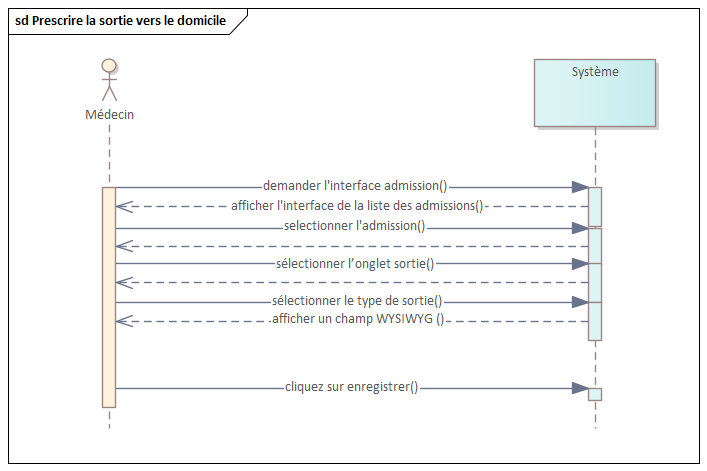 sd Prescrire la sortie vers le domicile
Système
Médecin
demander l'interface admission()
afficher l'interface de la liste des admissions()
selectionner l'admission()
sélectionner l’onglet sortie()
sélectionner le type de sortie()
afficher un champ WYSIWYG ()
cliquez sur enregistrer()